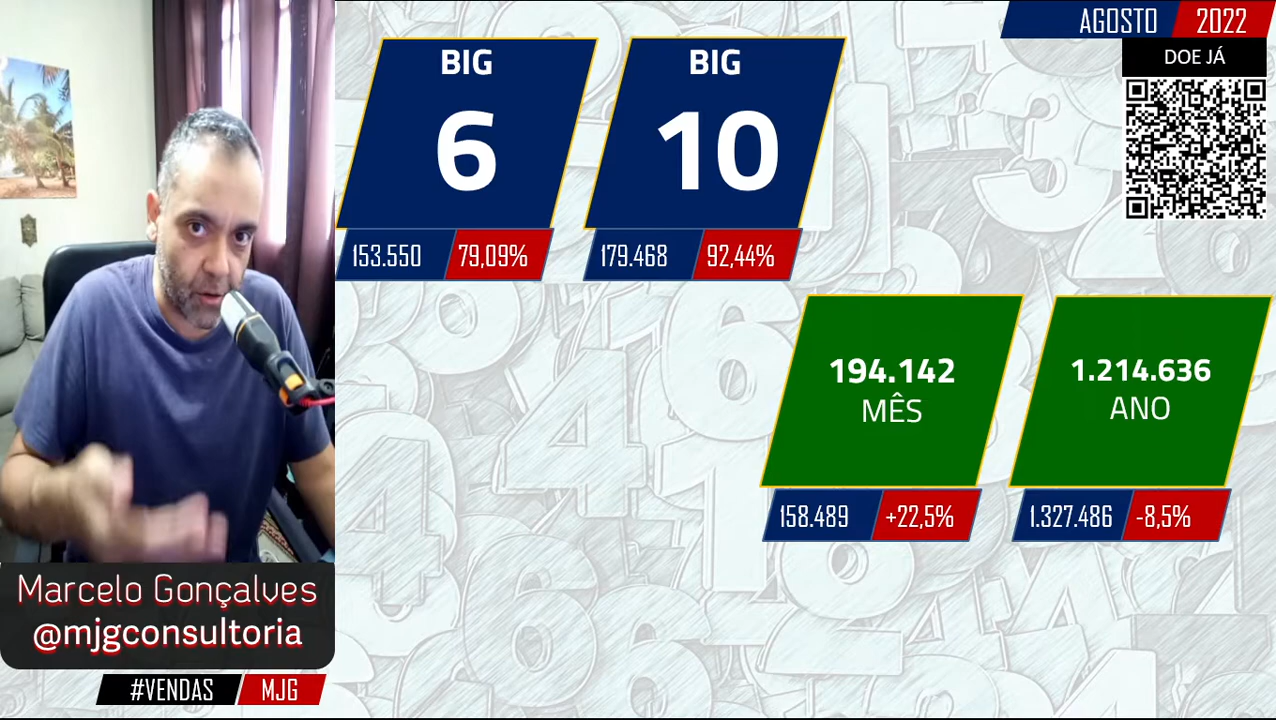 AGOSTO 2022
DOE JÁ
BIG
6
153.550 79,09%
BIG
10
179.468 92,44%
194.142
MÊS
158.489 +22,5%
1.214.636
ANO
1.327.486 -8,5%
Marcelo Gonçalves
@mjgconsultoria
#VENDAS MJG